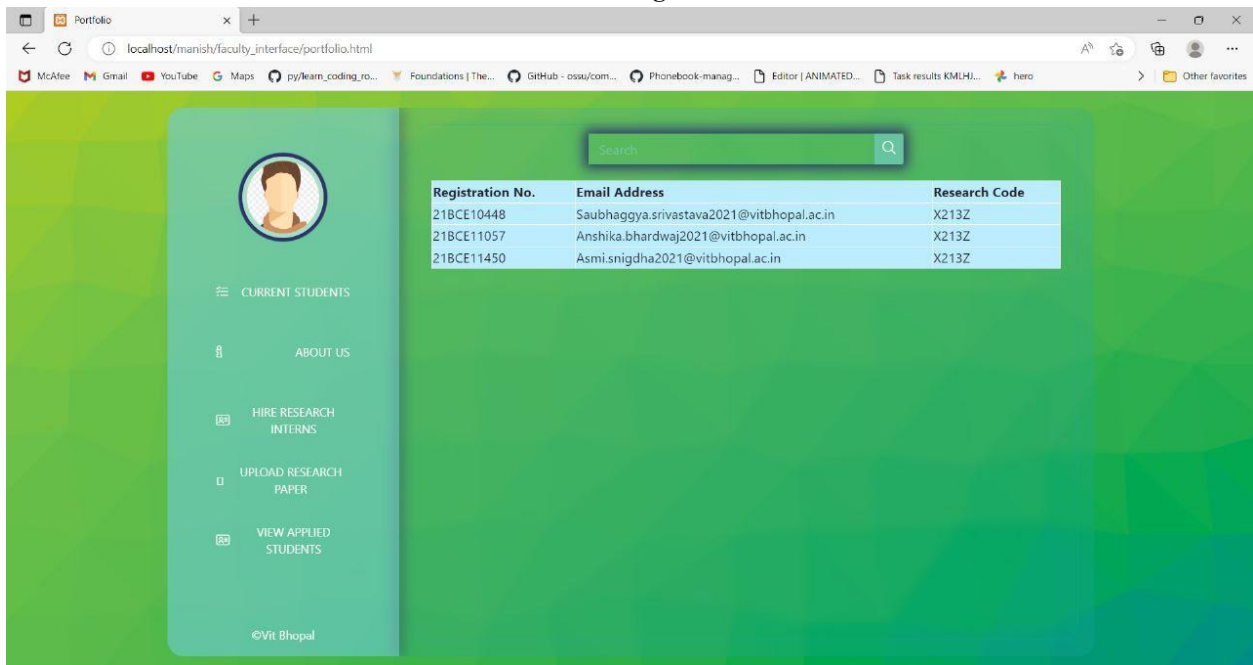 Portfolio
localhost/manish/faculty_interface/portfolio.html
McAfee Gmail YouTube Maps py/learn_coding_ro... Foundations | The... GitHub - ossu/com... Phonebook-manag... Editor | ANIMATED... Task results KMLHJ... hero Other favorites
Search
Registration No. Email Address Research Code
21BCE10448 Saubhaggya.srivastava2021@vitbhopal.ac.in X213Z
21BCE11057 Anshika.bhardwaj2021@vitbhopal.ac.in X213Z
21BCE11450 Asmi.snigdha2021@vitbhopal.ac.in X213Z
CURRENT STUDENTS
ABOUT US
HIRE RESEARCH
INTERNS
UPLOAD RESEARCH
PAPER
VIEW APPLIED
STUDENTS
©Vit Bhopal